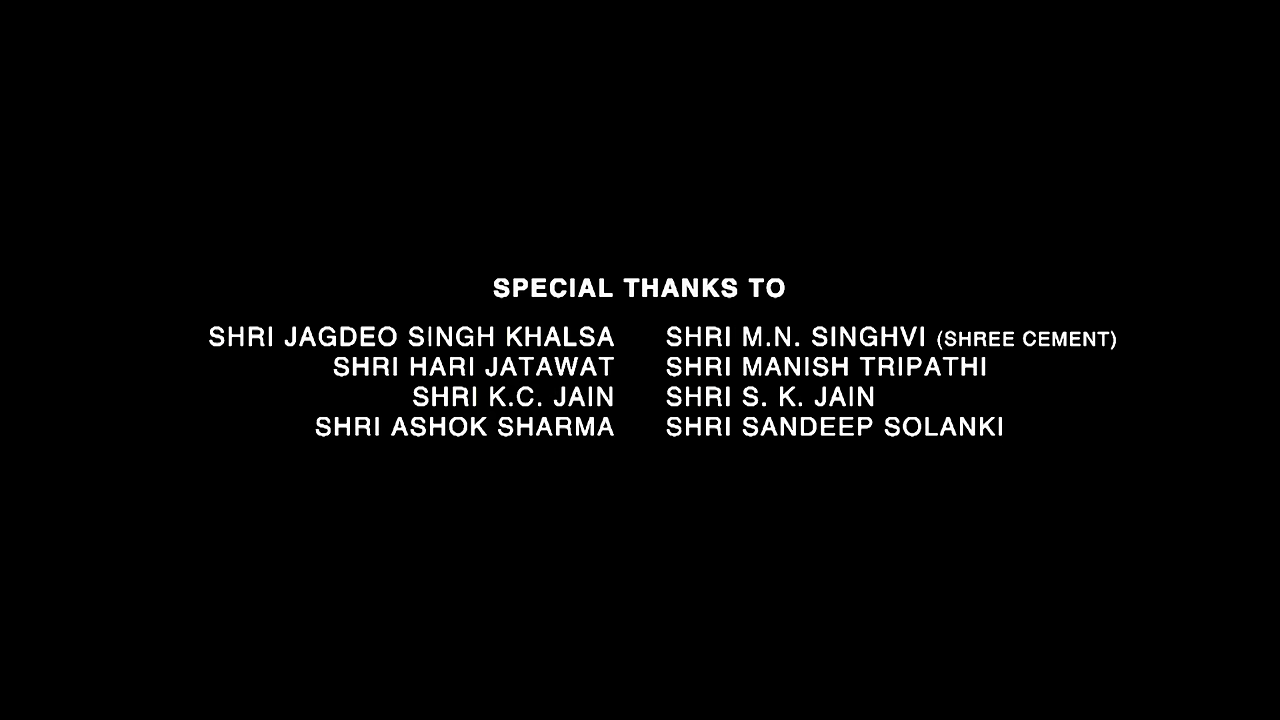 SPECIAL THANKS TO
SHRI JAGDEO SINGH KHALSA SHRI M.N. SINGHVI (SHREE CEMENT)
SHRI HARI JATAWAT SHRI MANISH TRIPATHI
SHRI K.C. JAIN SHRI S. K. JAIN
SHRI ASHOK SHARMA SHRI SANDEEP SOLANKI